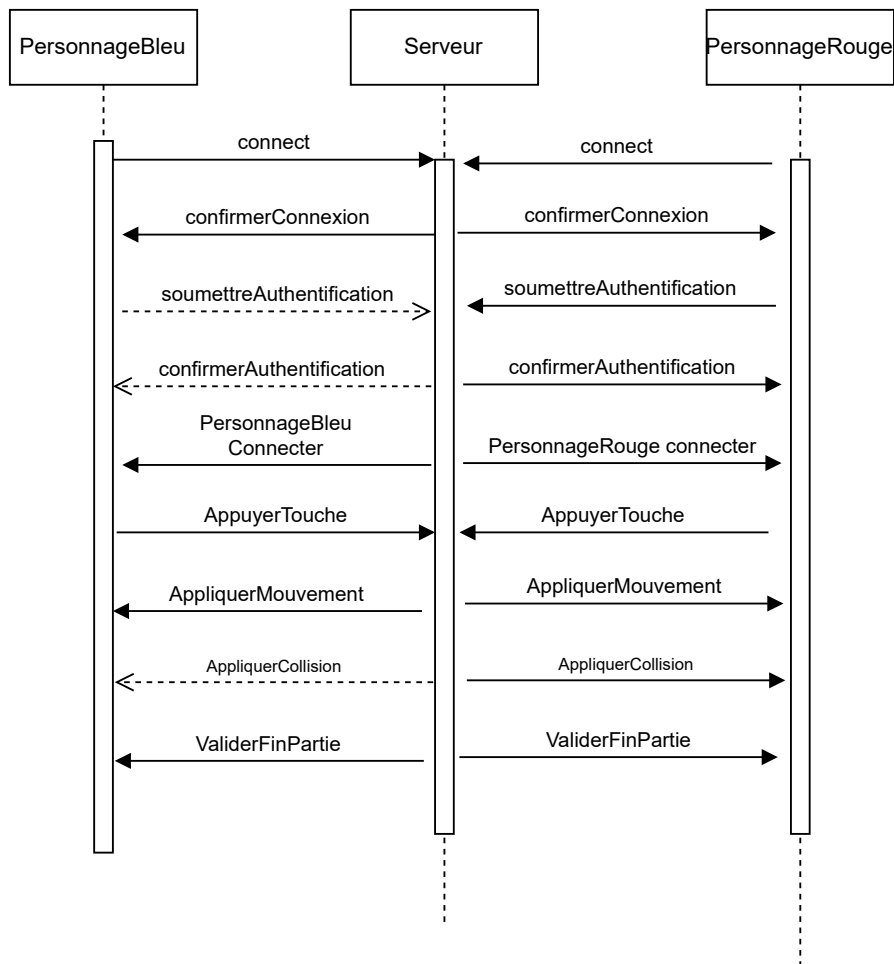 PersonnageBleu
Serveur
PersonnageRouge
connect
connect
confirmerConnexion
confirmerConnexion
soumettreAuthentification
soumettreAuthentification
confirmerAuthentification
confirmerAuthentification
PersonnageBleu
Connecter
PersonnageRouge connecter
AppuyerTouche
AppuyerTouche
AppliquerMouvement
AppliquerMouvement
AppliquerCollision
AppliquerCollision
ValiderFinPartie
ValiderFinPartie